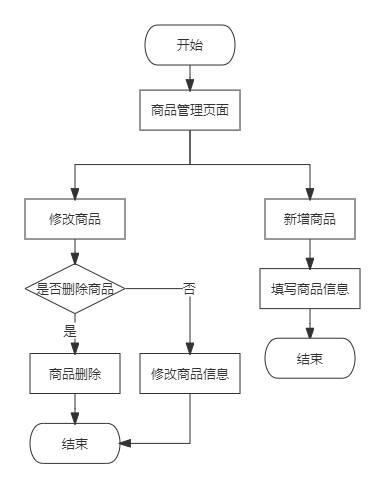 开始
商品管理页面
修改商品
新增商品
是否删除商品
否
填写商品信息
是
商品删除
修改商品信息
结束
结束